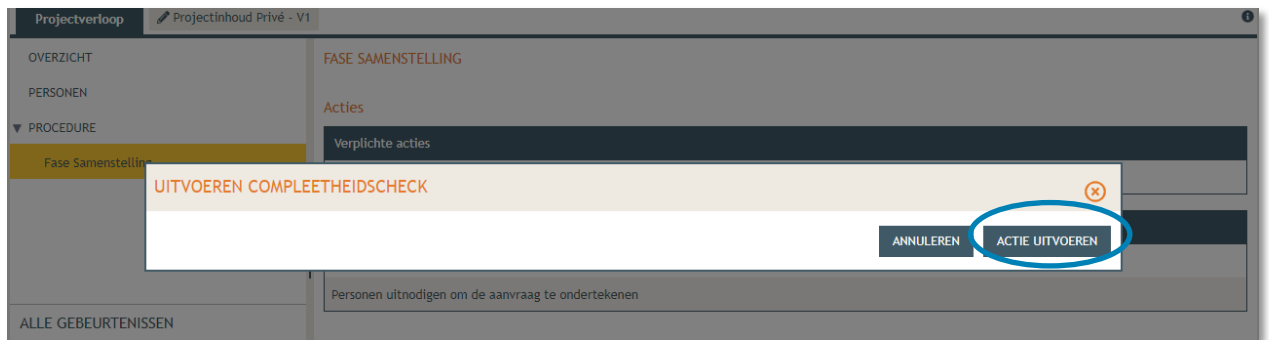 Projectverloop
Projectinhoud Privé - V1
OVERZICHT
PERSONEN
PROCEDURE
Fase Samenstelling
ALLE GEBEURTENISSEN
FASE SAMENSTELLING
Acties
Verplichte acties
UITVOEREN COMPLEETHEIDSCHECK
ANNULEREN
ACTIE UITVOEREN
Personen uitnodigen om de aanvraag te ondertekenen